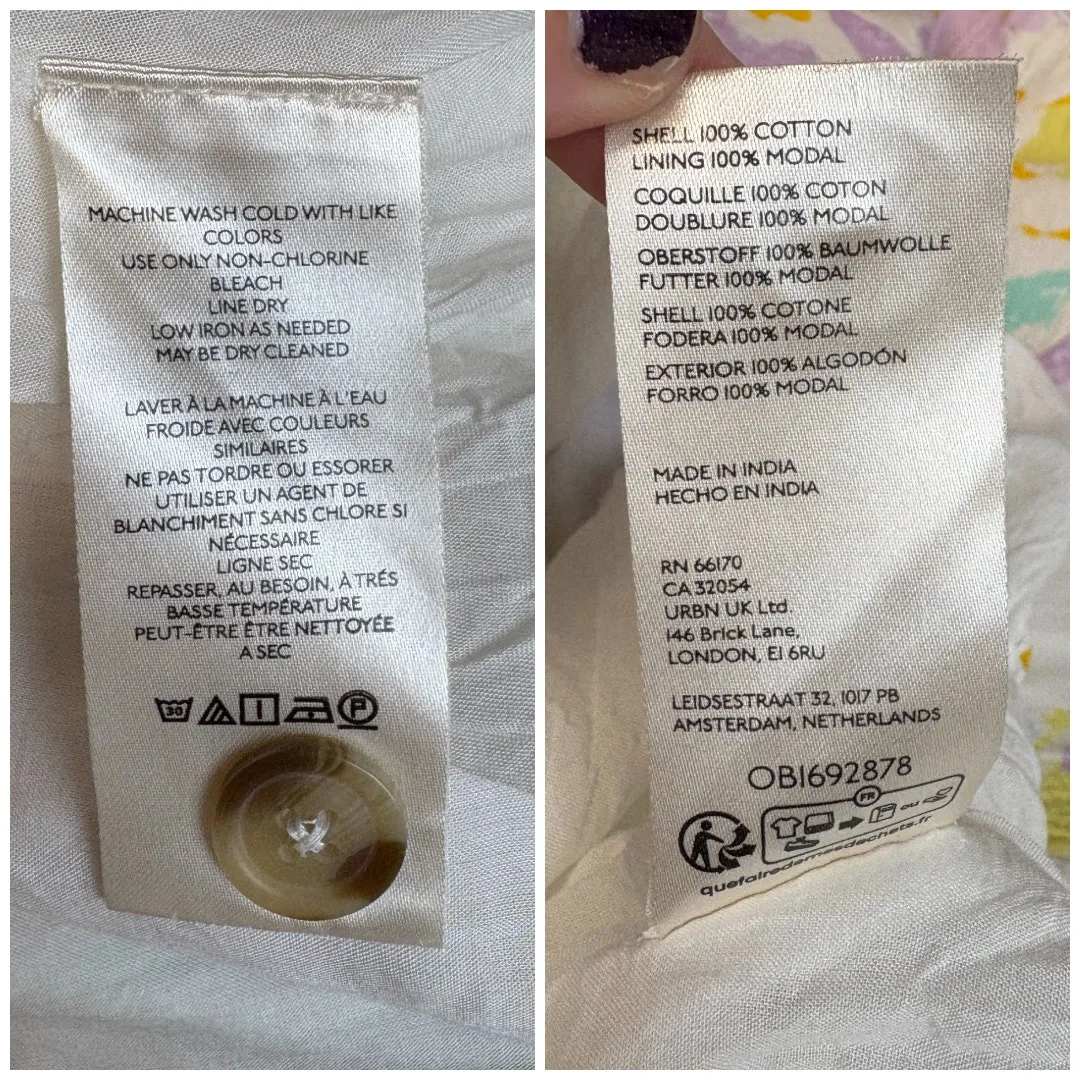 MACHINE WASH COLD WITH LIKE
COLORS
USE ONLY NON-CHLORINE
BLEACH
LINE DRY
LOW IRON AS NEEDED
MAY BE DRY CLEANED
LAVER À LA MACHINE À L'EAU
FROIDE AVEC COULEURS
SIMILAIRES
NE PAS TORDRE OU ESSORER
UTILISER UN AGENT DE
BLANCHIMENT SANS CHLORE SI
NÉCESSAIRE
LIGNE SEC
REPASSER, AU BESOIN, À TRÉS
BASSE TEMPÉRATURE
PEUT-ÊTRE ÊTRE NETTOYÉE
A SEC
30
P
SHELL 100% COTTON
LINING 100% MODAL
COQUILLE 100% COTON
DOUBLURE 100% MODAL
OBERSTOFF 100% BAUMWOLLE
FUTTER 100% MODAL
SHELL 100% COTONE
FODERA 100% MODAL
EXTERIOR 100% ALGODÓN
FORRO 100% MODAL
MADE IN INDIA
HECHO EN INDIA
RN 66170
CA 32054
URBN UK Ltd.
146 Brick Lane,
LONDON, E1 6RU
LEIDSESTRAAT 32, 1017 PB
AMSTERDAM, NETHERLANDS
OB1692878
FR
ou
quefairedemesdechets.fr